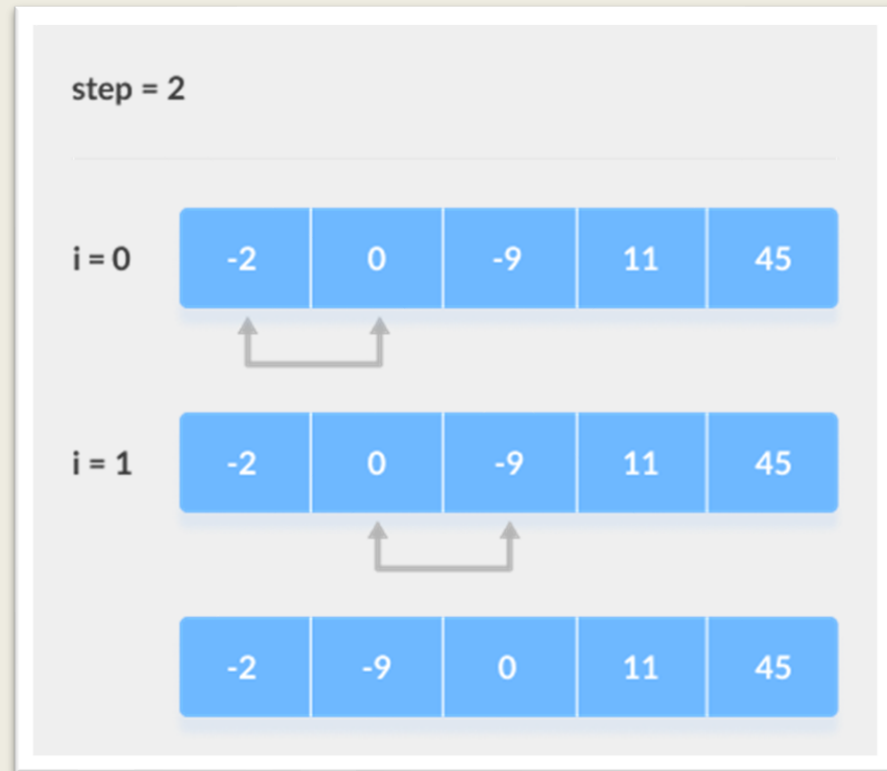 step = 2
i = 0 -2 0 -9 11 45
i = 1 -2 0 -9 11 45
-2 -9 0 11 45